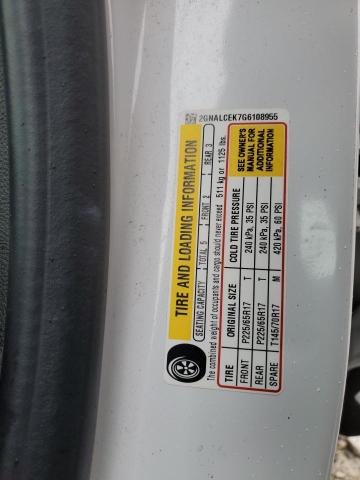 2GNALCEK7G6108955
TIRE AND LOADING INFORMATION
SEATING CAPACITY TOTAL 5 FRONT 2 REAR 3
The combined weight of occupants and cargo should never exceed 511 kg or 1125 lbs.
TIRE ORIGINAL SIZE COLD TIRE PRESSURE
FRONT P225/65R17 T 240 kPa, 35 PSI
REAR P225/65R17 T 240 kPa, 35 PSI
SPARE T145/70R17 M 420 kPa, 60 PSI
SEE OWNER'S
MANUAL FOR
ADDITIONAL
INFORMATION